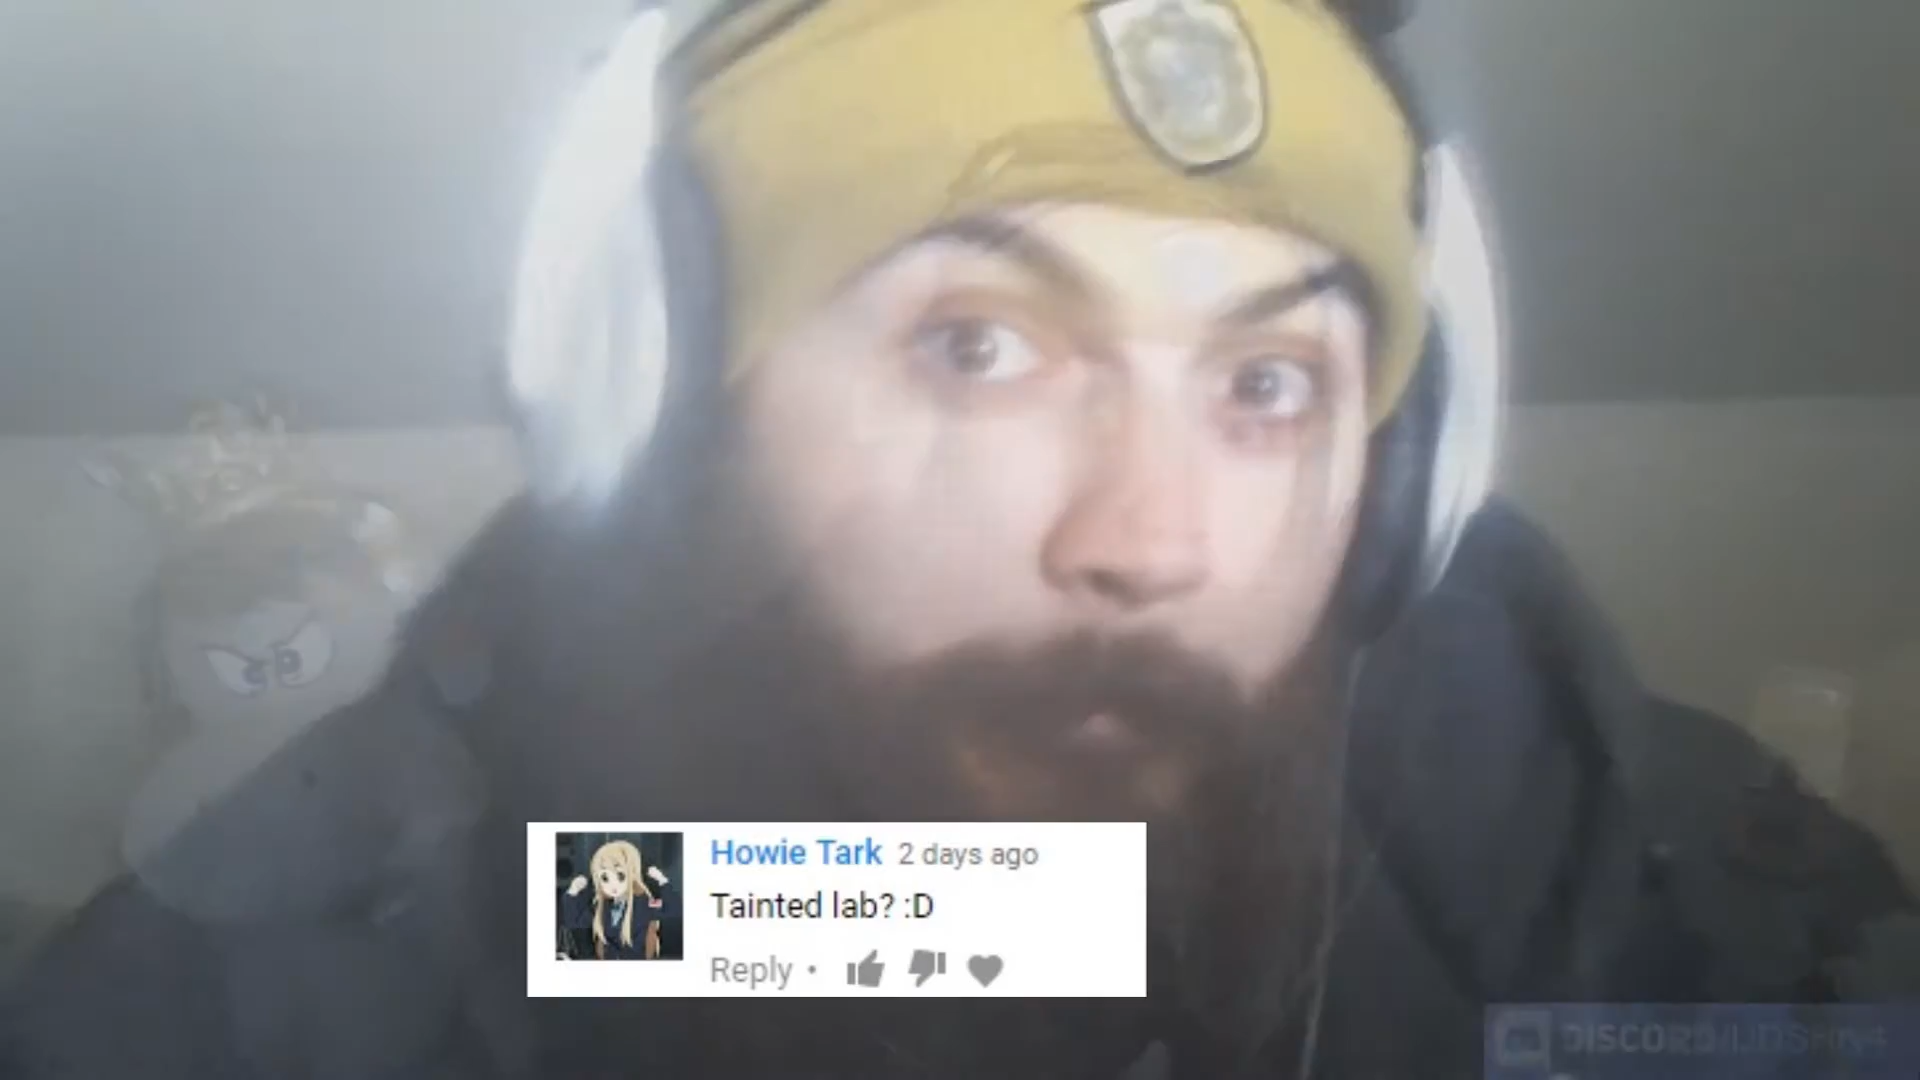 Howie Tark 2 days ago
Tainted lab? :D
Reply •